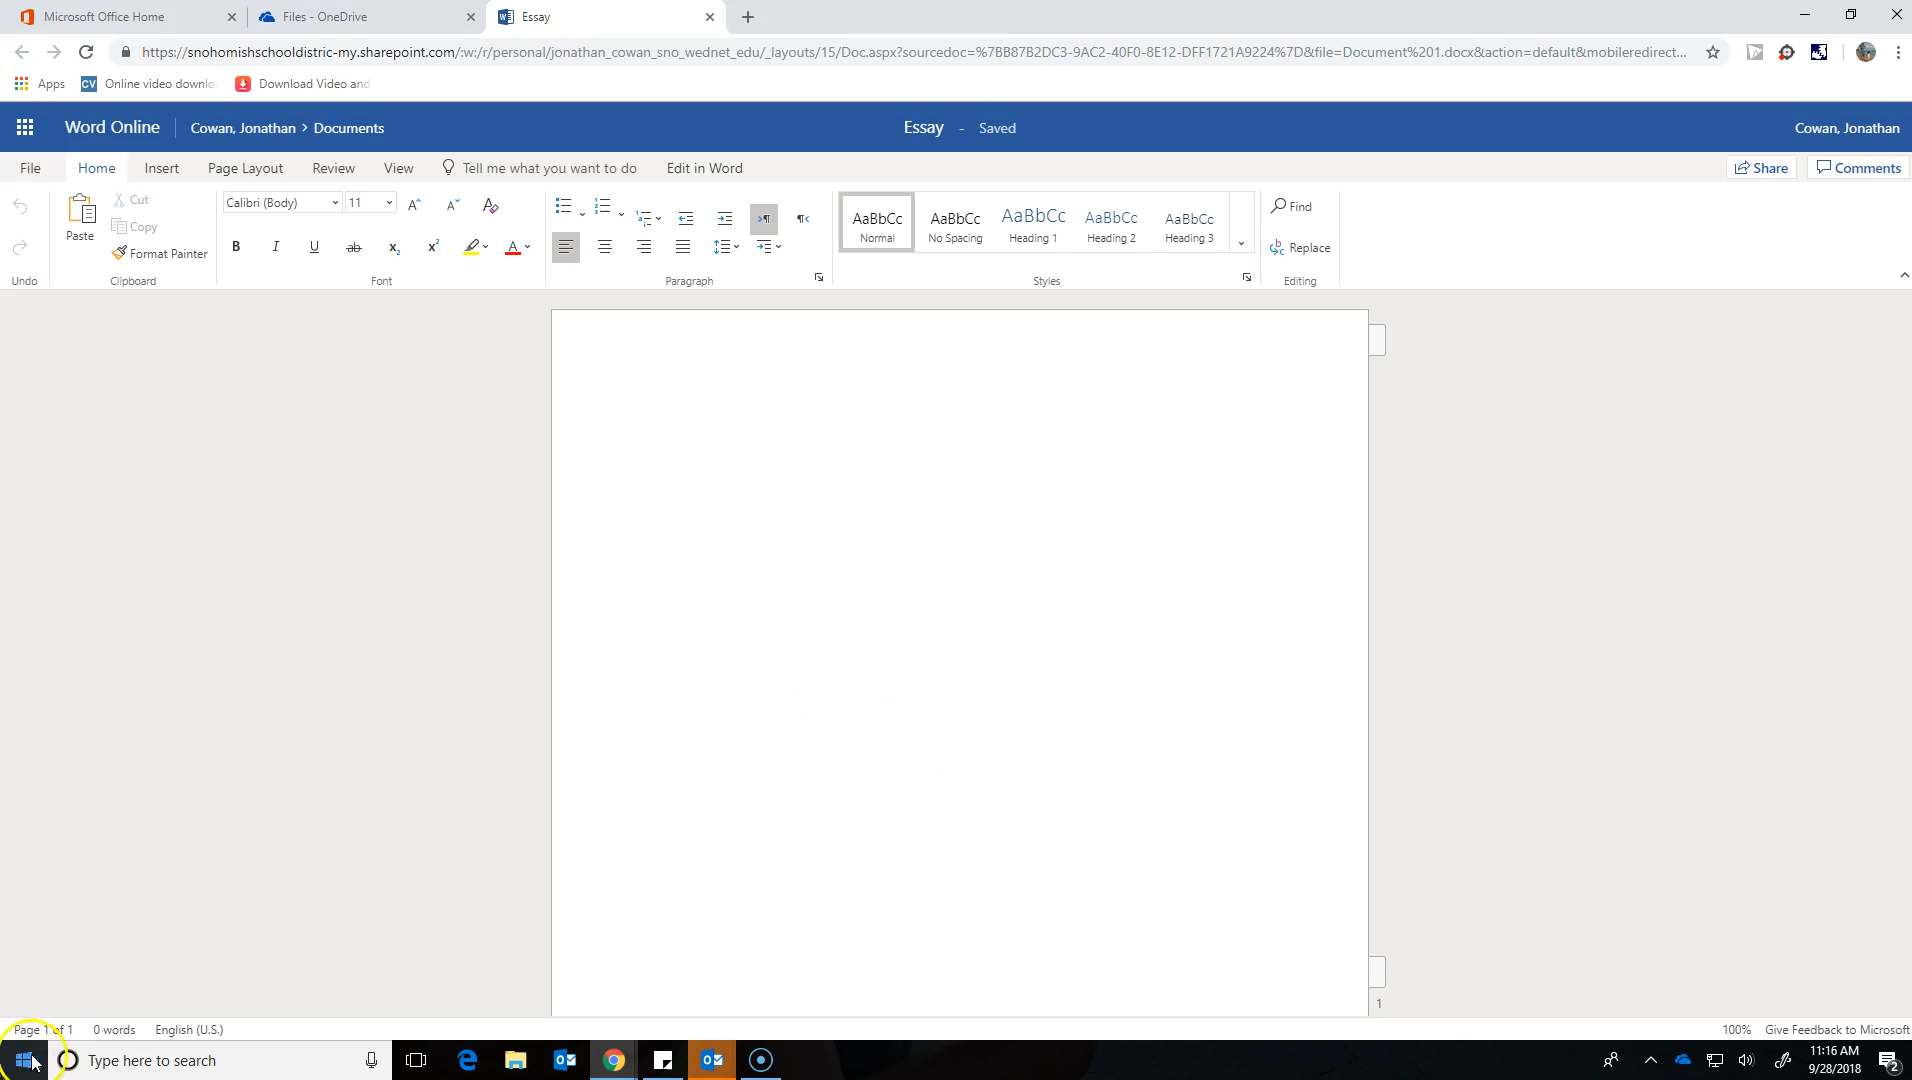 Microsoft Office Home
Files - OneDrive
Essay
https://snohomishschooldistric-my.sharepoint.com/:w:/r/personal/jonathan_cowan_sno_wednet_edu/_layouts/15/Doc.aspx?sourcedoc=%7BB87B2DC3-9AC2-40F0-8E12-DFF1721A9224%7D&file=Document%201.docx&action=default&mobileredirect...
Apps
CV Online video downlo
Download Video and
Word Online
Cowan, Jonathan > Documents
Essay - Saved
Cowan, Jonathan
File Home Insert Page Layout Review View Tell me what you want to do Edit in Word
Share Comments
Paste
Cut
Copy
Format Painter
Calibri (Body) 11
B I U ab x₂ x² A
AaBbCc AaBbCc AaBbCc AaBbCc AaBbCc
Normal No Spacing Heading 1 Heading 2 Heading 3
Find
Replace
Undo Clipboard Font Paragraph Styles Editing
1
Page 1 of 1 0 words English (U.S.)
100% Give Feedback to Microsoft
Type here to search
11:16 AM
9/28/2018
2